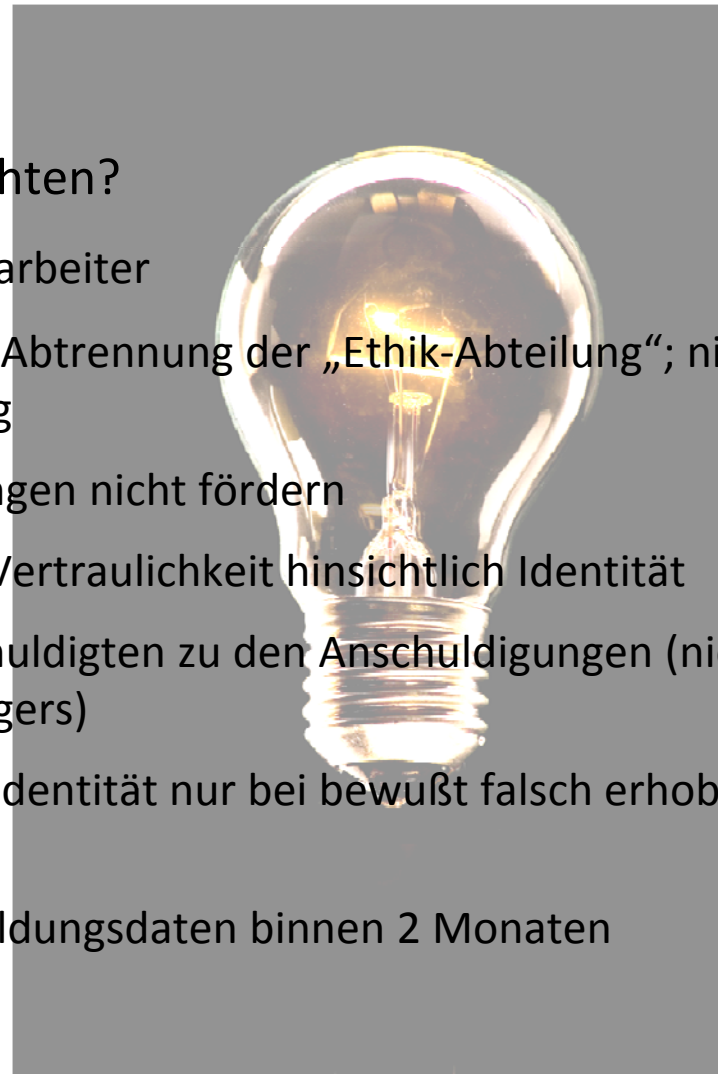 hten?
arbeiter
Abtrennung der „Ethik-Abteilung“; ni
g
ngen nicht fördern
Vertraulichkeit hinsichtlich Identität
uldigten zu den Anschuldigungen (ni
gers)
Identität nur bei bewußt falsch erhob
ldungsdaten binnen 2 Monaten